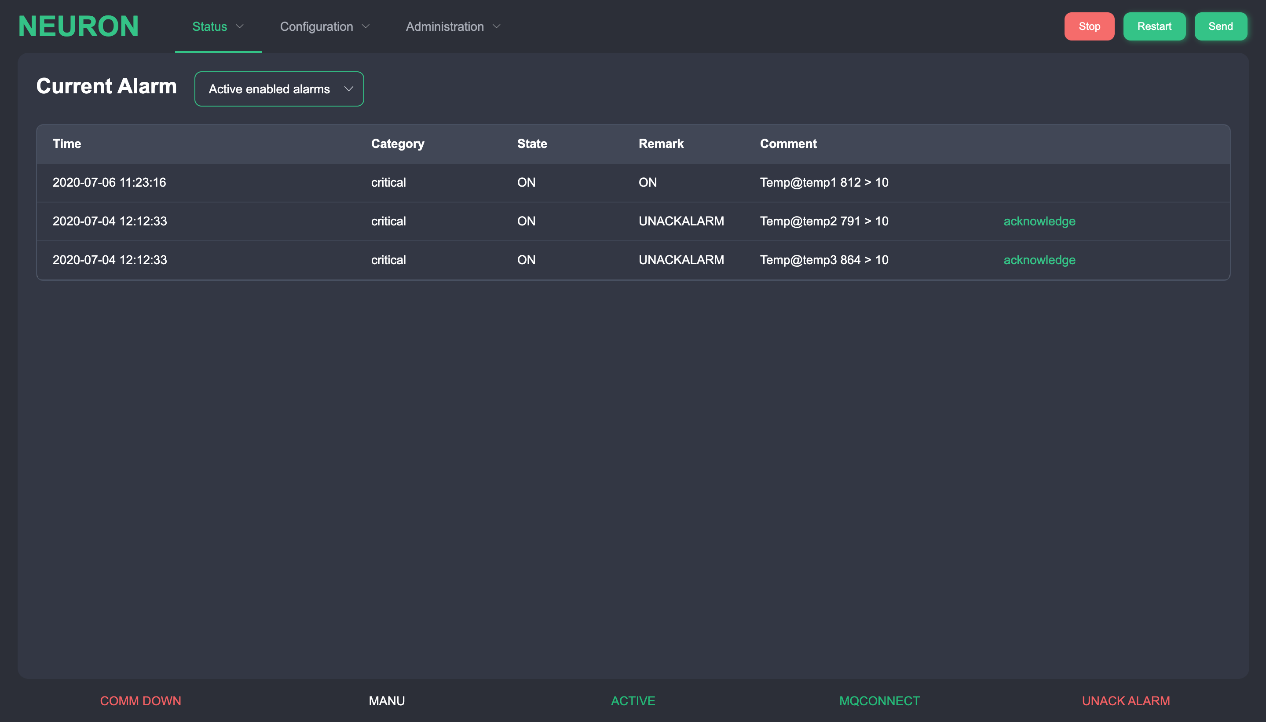 NEURON Status Configuration Administration Stop Restart Send
Current Alarm Active enabled alarms
Time Category State Remark Comment
2020-07-06 11:23:16 critical ON ON Temp@temp1 812 > 10
2020-07-04 12:12:33 critical ON UNACKALARM Temp@temp2 791 > 10 acknowledge
2020-07-04 12:12:33 critical ON UNACKALARM Temp@temp3 864 > 10 acknowledge
COMM DOWN MANU ACTIVE MQCONNECT UNACK ALARM